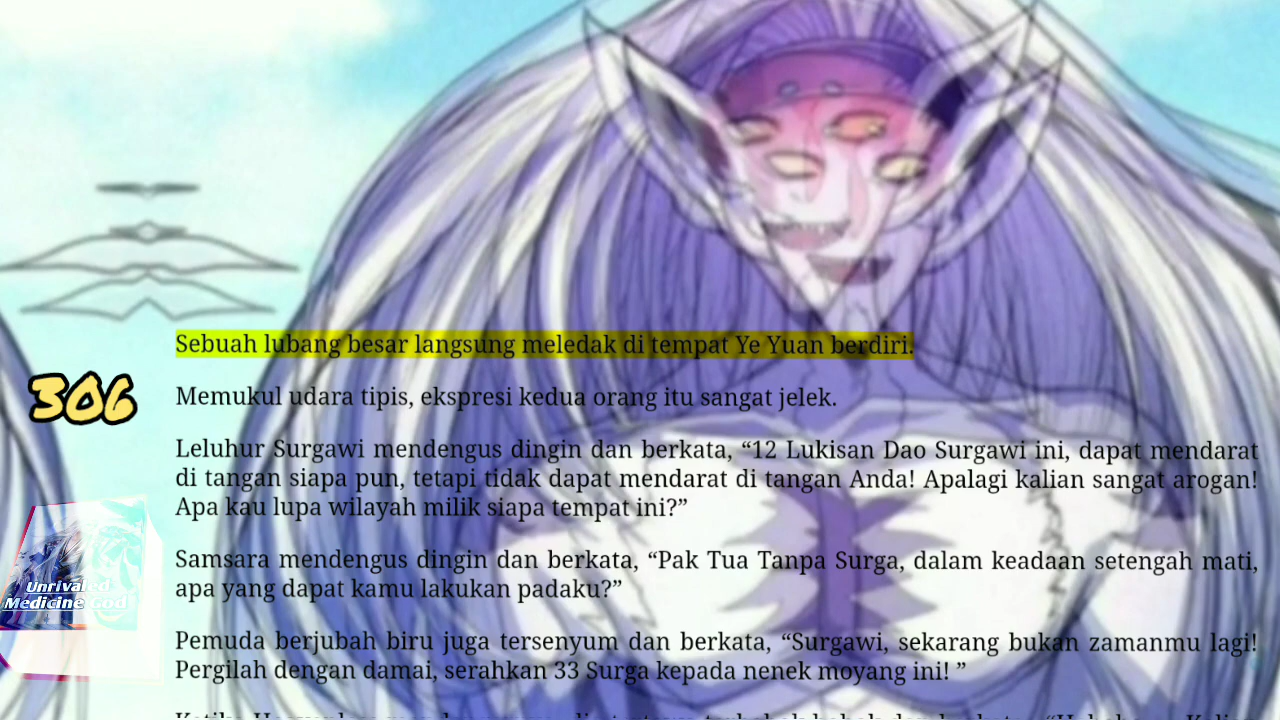 Sebuah lubang besar langsung meledak di tempat Ye Yuan berdiri.
306
Memukul udara tipis, ekspresi kedua orang itu sangat jelek.
Leluhur Surgawi mendengus dingin dan berkata, “12 Lukisan Dao Surgawi ini, dapat mendarat
di tangan siapa pun, tetapi tidak dapat mendarat di tangan Anda! Apalagi kalian sangat arogan!
Apa kau lupa wilayah milik siapa tempat ini?”
Samsara mendengus dingin dan berkata, “Pak Tua Tanpa Surga, dalam keadaan setengah mati,
apa yang dapat kamu lakukan padaku?”
Unrivaled
Medicine God
Pemuda berjubah biru juga tersenyum dan berkata, “Surgawi, sekarang bukan zamanmu lagi!
Pergilah dengan damai, serahkan 33 Surga kepada nenek moyang ini! ”